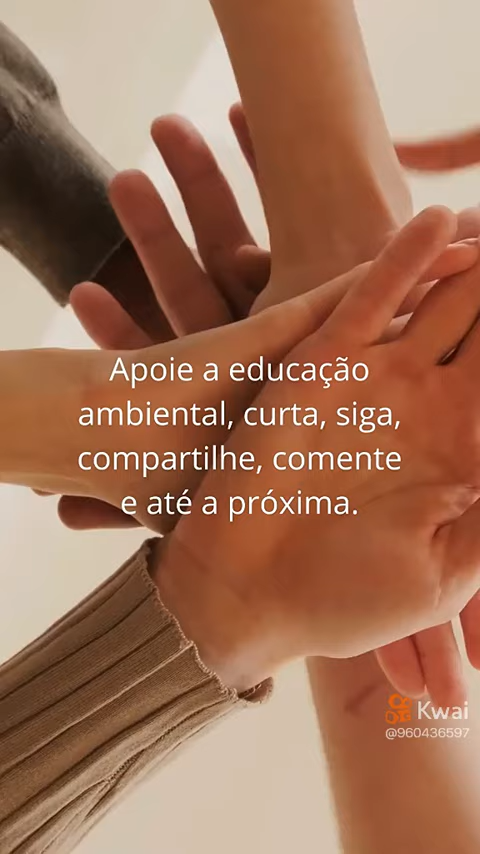 Apoie a educação
ambiental, curta, siga,
compartilhe, comente
e até a próxima.
Kwai
@960436597